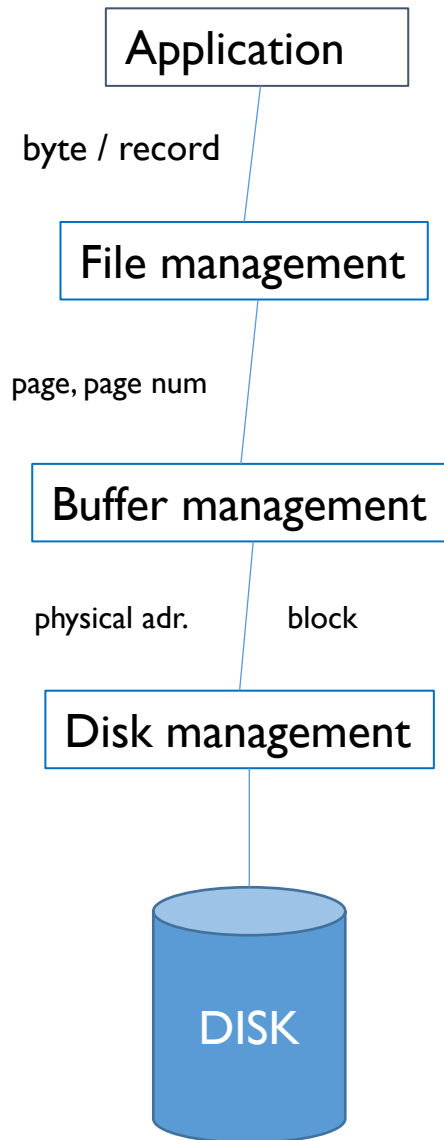 Application
byte / record
File management
page, page num
Buffer management
physical adr. block
Disk management
DISK